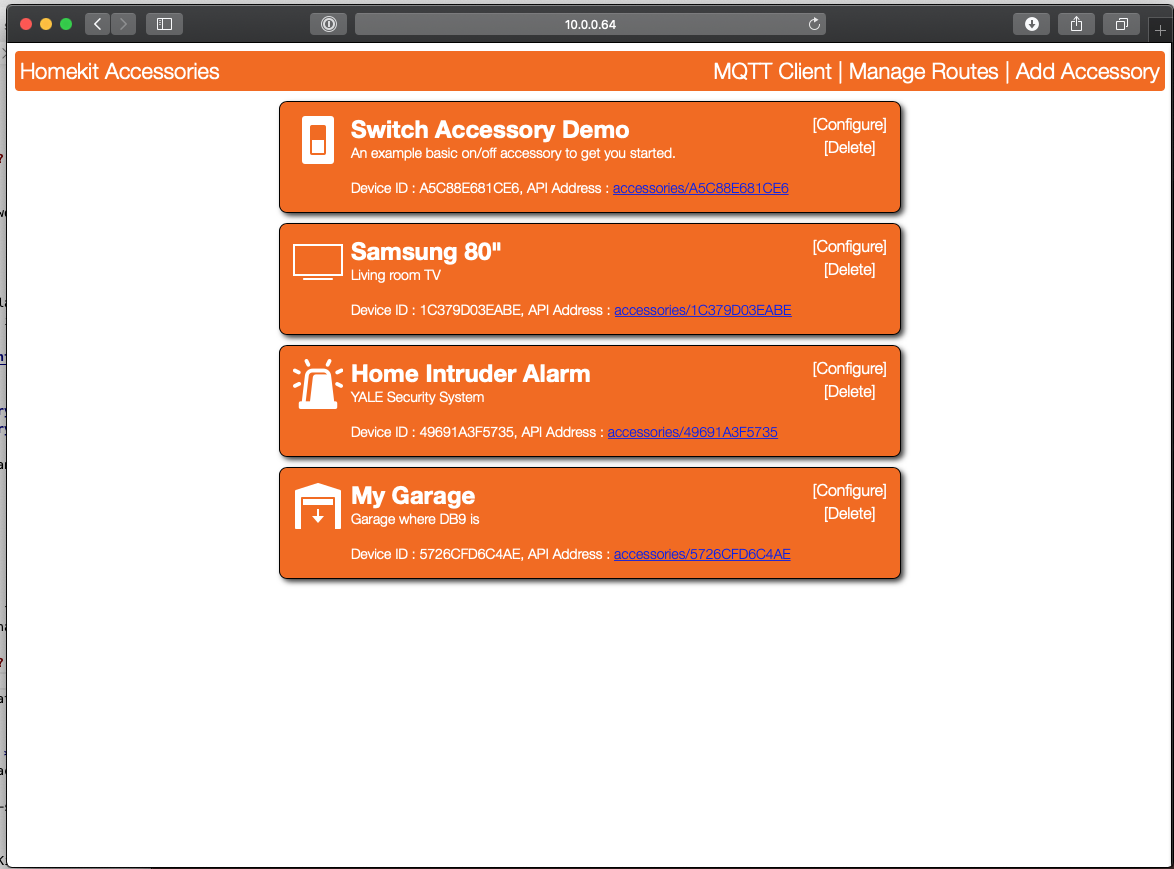 10.0.0.64
Homekit Accessories
MQTT Client | Manage Routes | Add Accessory
Switch Accessory Demo
[Configure]
An example basic on/off accessory to get you started.
[Delete]
Device ID : A5C88E681CE6, API Address : accessories/A5C88E681CE6
Samsung 80"
[Configure]
Living room TV
[Delete]
Device ID : 1C379D03EABE, API Address : accessories/1C379D03EABE
Home Intruder Alarm
[Configure]
YALE Security System
[Delete]
Device ID : 49691A3F5735, API Address : accessories/49691A3F5735
My Garage
[Configure]
Garage where DB9 is
[Delete]
Device ID : 5726CFD6C4AE, API Address : accessories/5726CFD6C4AE